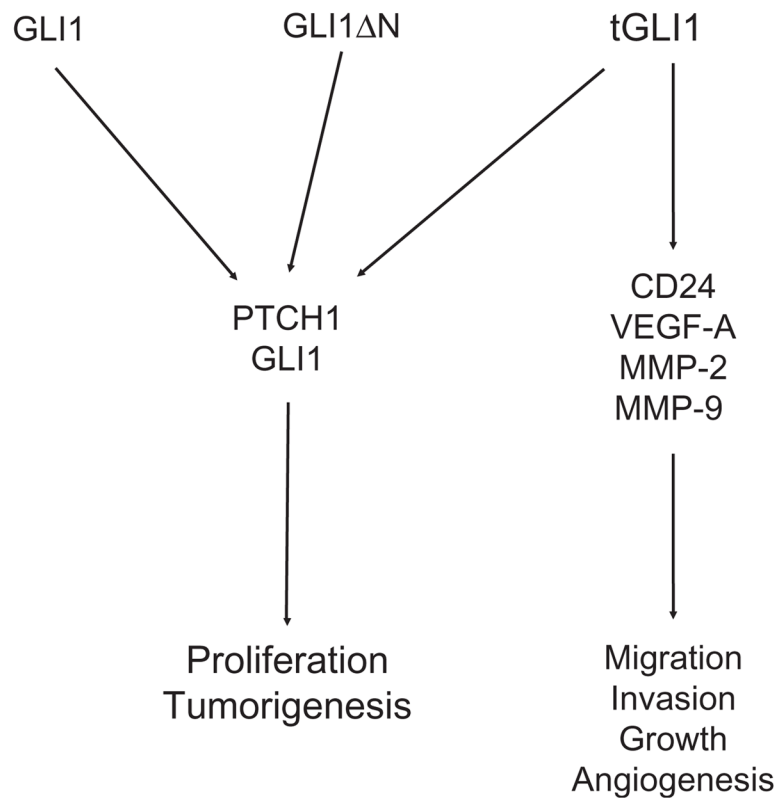 GLI1
GLI1ΔN
tGLI1
PTCH1
GLI1
CD24
VEGF-A
MMP-2
MMP-9
Proliferation
Tumorigenesis
Migration
Invasion
Growth
Angiogenesis